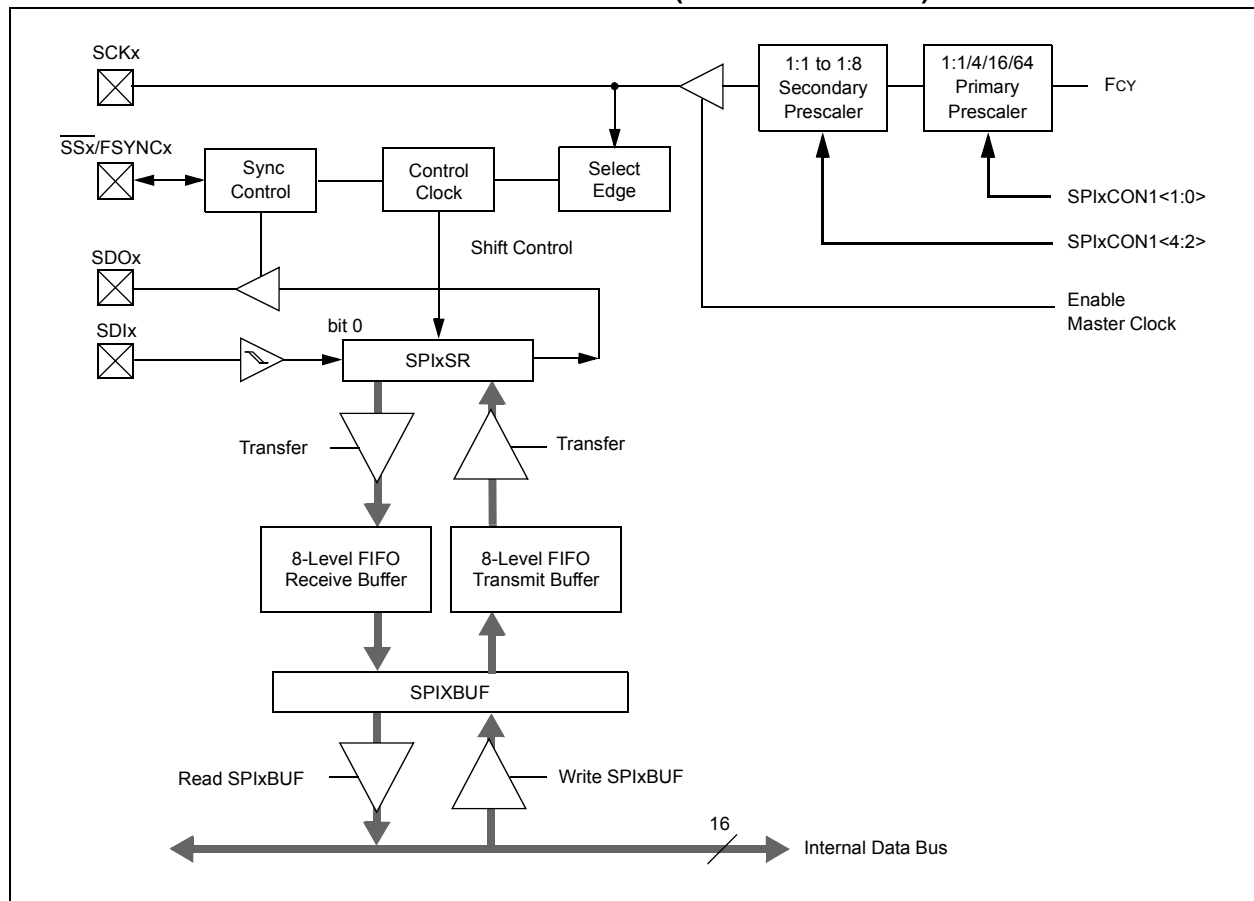 SCKx
1:1 to 1:8
Secondary
Prescaler
1:1/4/16/64
Primary
Prescaler
FCY
SSx/FSYNCx
Sync
Control
Control
Clock
Select
Edge
SPIxCON1<1:0>
SPIxCON1<4:2>
Shift Control
SDOx
Enable
Master Clock
bit 0
SDIx
SPIxSR
Transfer
Transfer
8-Level FIFO
Receive Buffer
8-Level FIFO
Transmit Buffer
SPIXBUF
Read SPIxBUF
Write SPIxBUF
16
Internal Data Bus